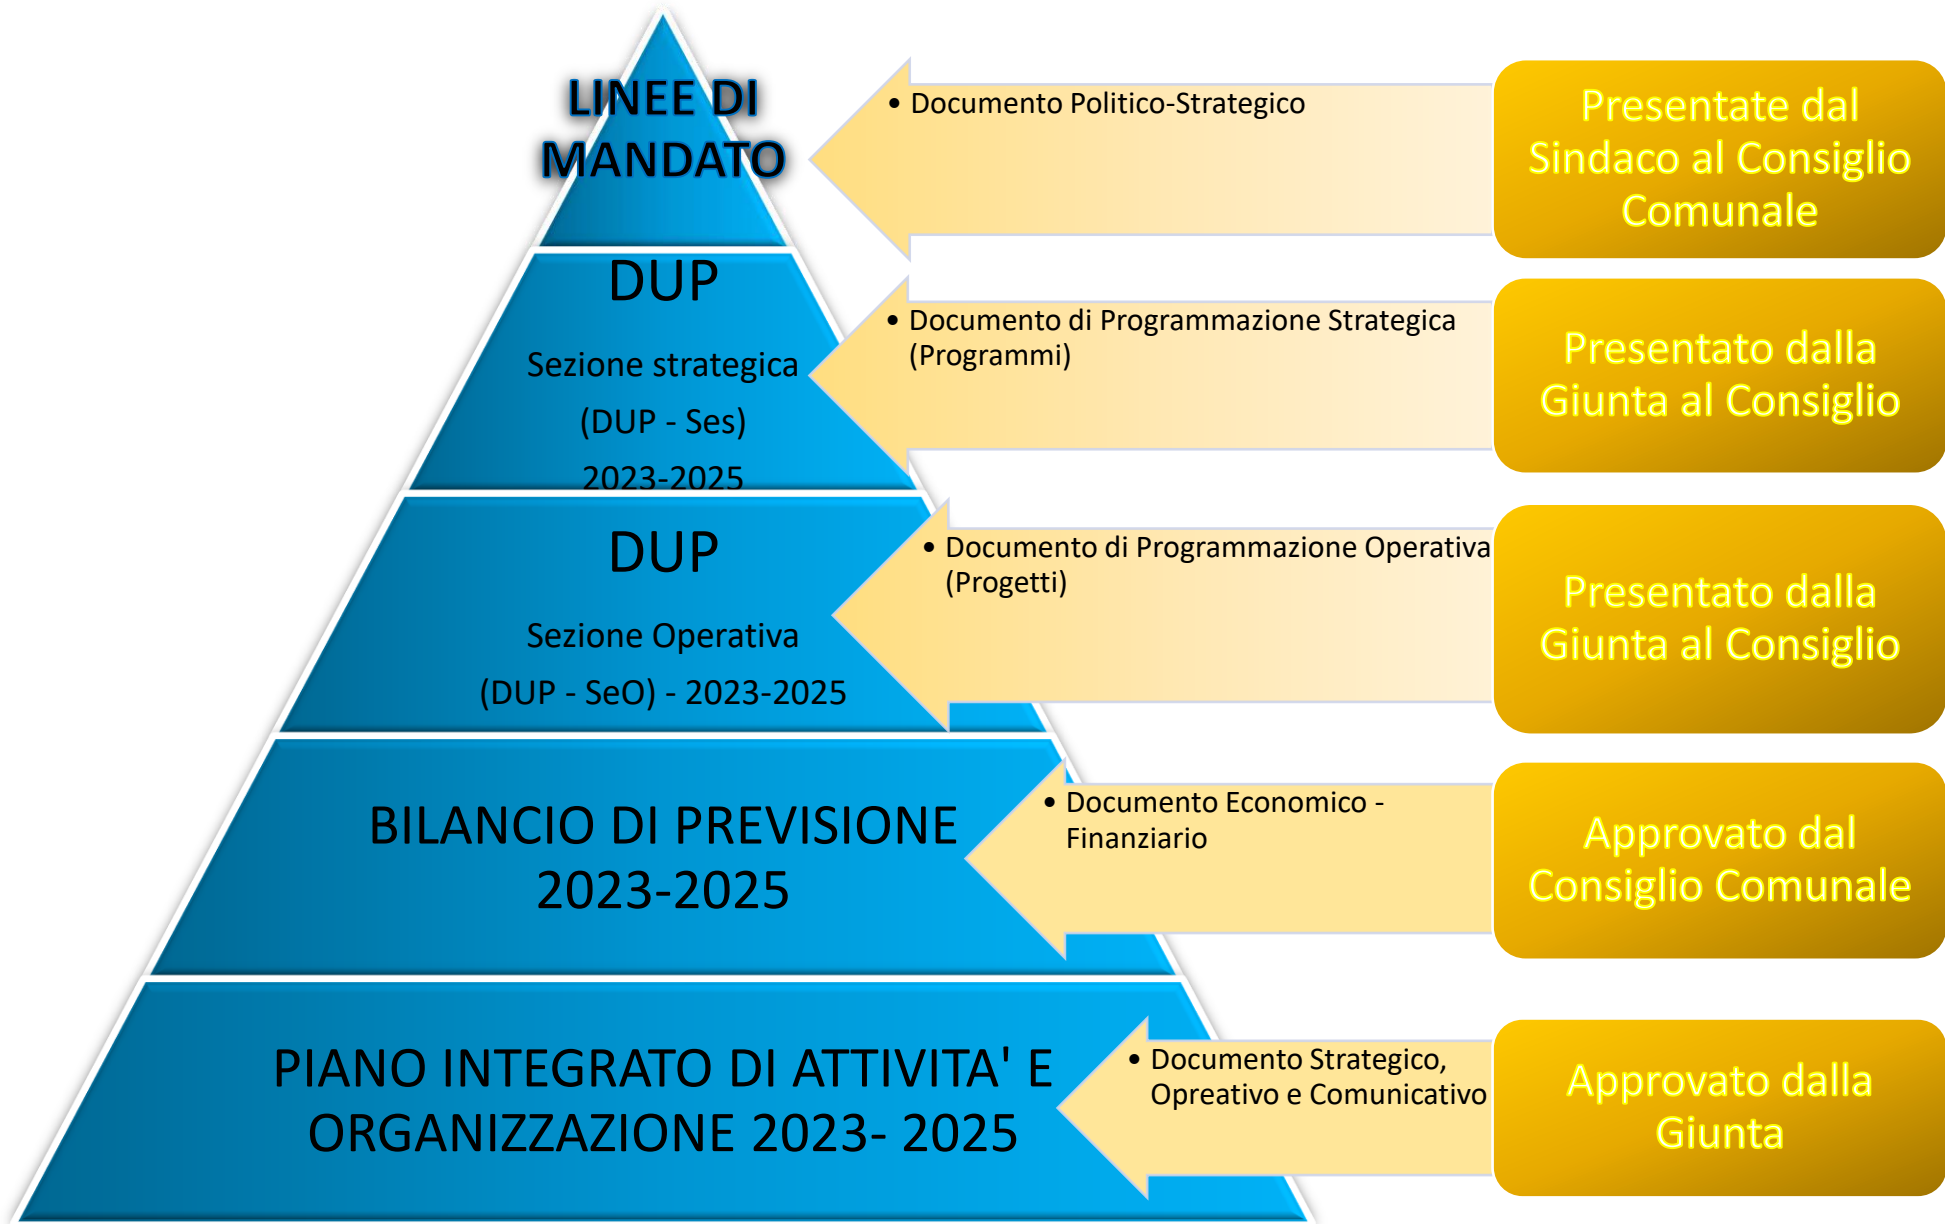 LINEE DI
MANDATO
• Documento Politico-Strategico
Presentate dal
Sindaco al Consiglio
Comunale
DUP
Sezione strategica
(DUP - Ses)
2023-2025
• Documento di Programmazione Strategica
(Programmi)
Presentato dalla
Giunta al Consiglio
DUP
Sezione Operativa
(DUP - SeO) - 2023-2025
• Documento di Programmazione Operativa
(Progetti)
Presentato dalla
Giunta al Consiglio
BILANCIO DI PREVISIONE
2023-2025
• Documento Economico -
Finanziario
Approvato dal
Consiglio Comunale
PIANO INTEGRATO DI ATTIVITA' E
ORGANIZZAZIONE 2023- 2025
• Documento Strategico,
Opreativo e Comunicativo
Approvato dalla
Giunta